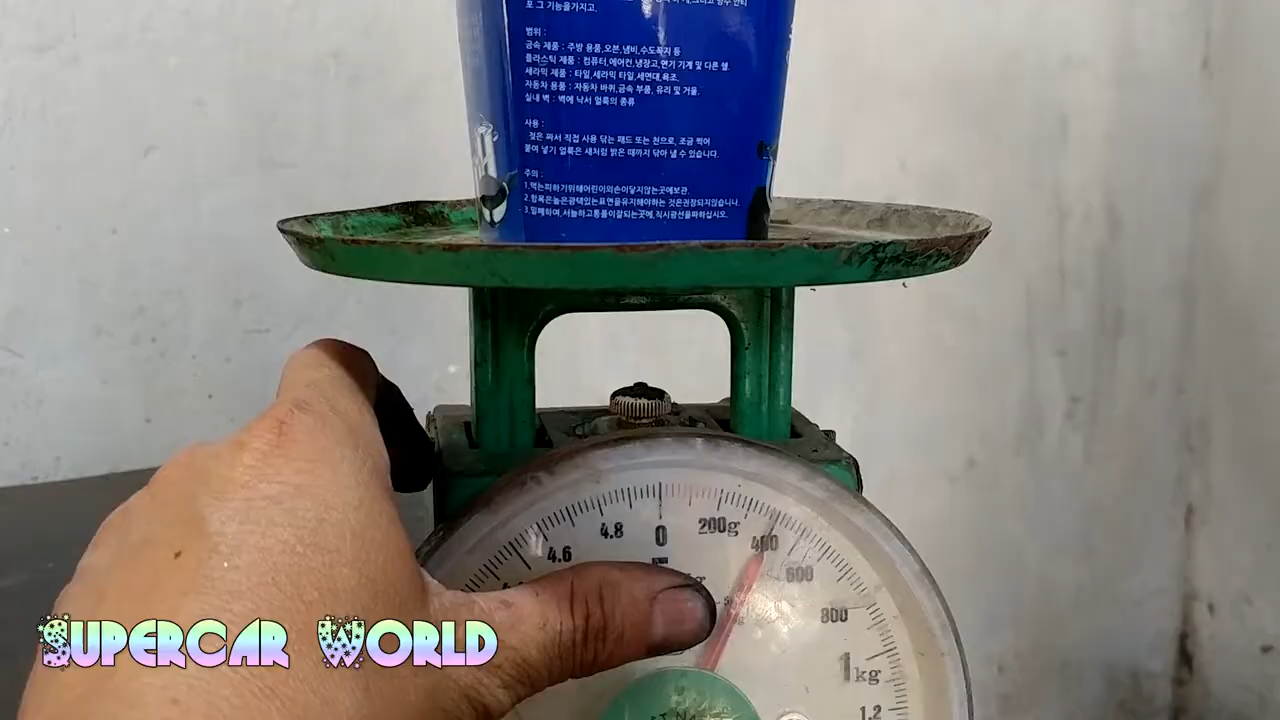 포 그 기능을가지고.
범위 :
금속 제품 : 주방 용품,오븐,냄비,수도꼭지 등
플라스틱 제품 : 컴퓨터,에어컨,냉장고,연기 기계 및 다른 쉘.
세라믹 제품 : 타일,세라믹 타일,세면대,욕조.
자동차 용품 : 자동차 바퀴,금속 부품, 유리 및 거울.
실내 벽 : 벽에 낙서 얼룩의 종류
사용 :
젖은 짜서 직접 사용 닦는 패드 또는 천으로, 조금 찍어
붙여 넣기 얼룩은 새처럼 밝은 때까지 닦아 낼 수 있습니다.
주의 :
1.먹는피하기위해어린이의손이닿지않는곳에보관.
2.항목은높은광택있는표면을유지해야하는 것은권장되지않습니다.
3.밀폐하여,서늘하고통풍이잘되는곳에,직시광선을파하십시오.
4.6 4.8 0 200g 400 600 800
1kg
1.2
SUPERCAR WORLD